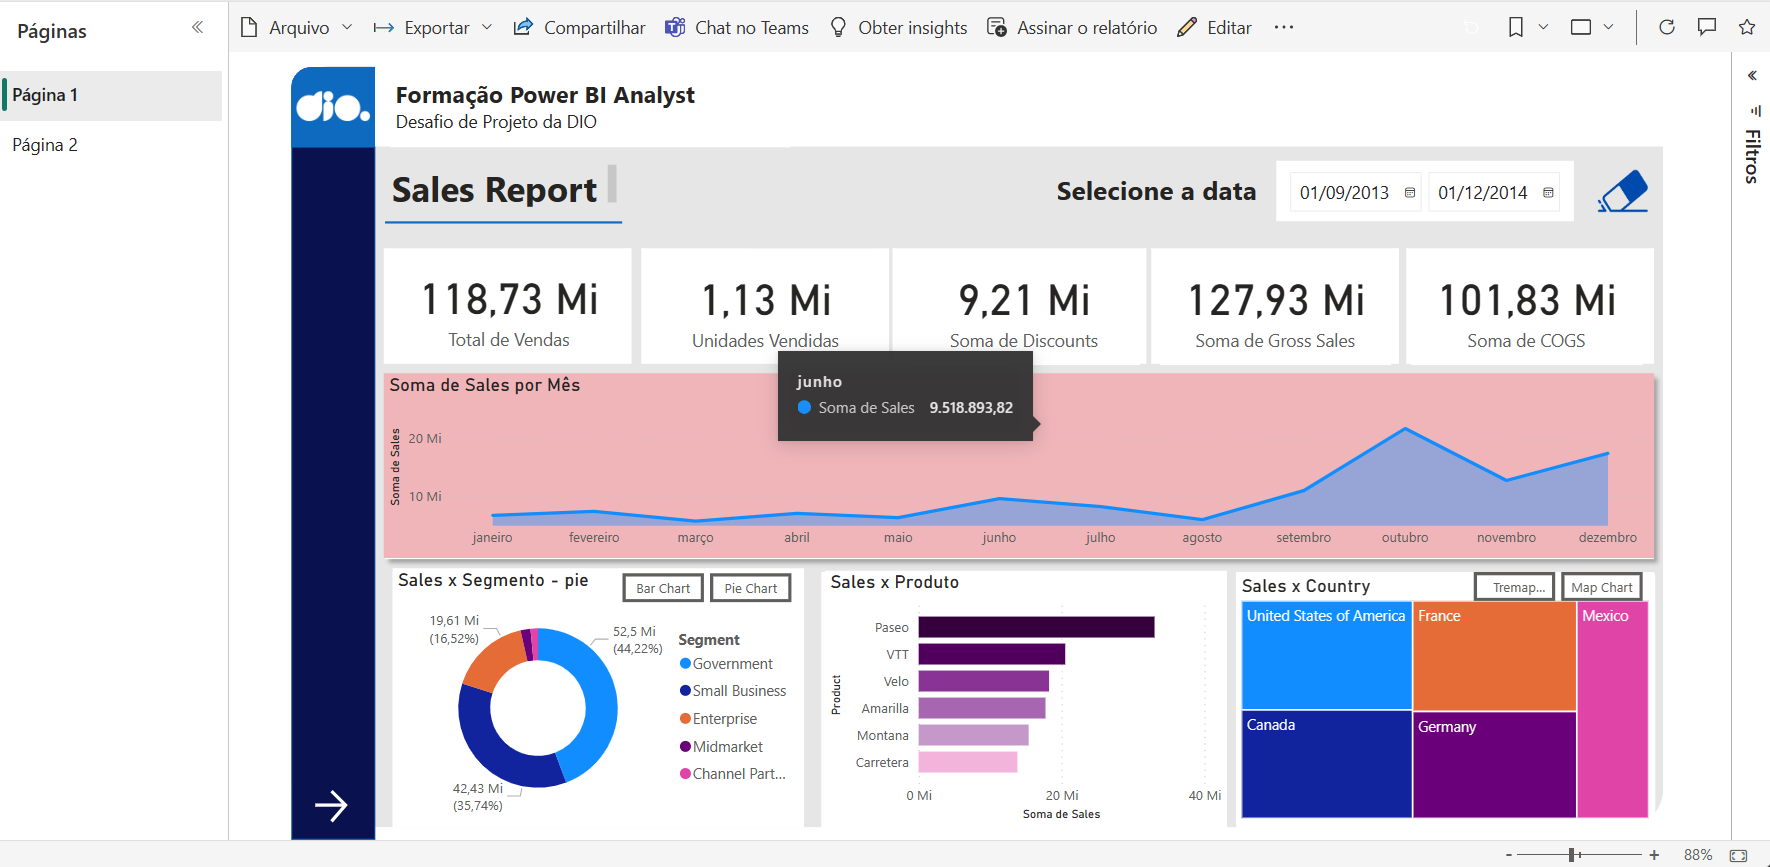 Páginas
Página 1
Página 2
Arquivo
Exportar
Compartilhar
Chat no Teams
Obter insights
Assinar o relatório
Editar
Filtros
dio.
Formação Power BI Analyst
Desafio de Projeto da DIO
Sales Report
Selecione a data
01/09/2013
01/12/2014
118,73 Mi
Total de Vendas
1,13 Mi
Unidades Vendidas
9,21 Mi
Soma de Discounts
127,93 Mi
Soma de Gross Sales
101,83 Mi
Soma de COGS
Soma de Sales por Mês
junho
Soma de Sales 9.518.893,82
Soma de Sales
20 Mi
10 Mi
janeiro fevereiro março abril maio junho julho agosto setembro outubro novembro dezembro
Sales x Segmento - pie
Bar Chart
Pie Chart
19,61 Mi
(16,52%)
52,5 Mi
(44,22%)
42,43 Mi
(35,74%)
Segment
Government
Small Business
Enterprise
Midmarket
Channel Part...
Sales x Produto
Product
Paseo
VTT
Velo
Amarilla
Montana
Carretera
0 Mi 20 Mi 40 Mi
Soma de Sales
Sales x Country
Tremap...
Map Chart
United States of America
France
Mexico
Canada
Germany
- + 88%